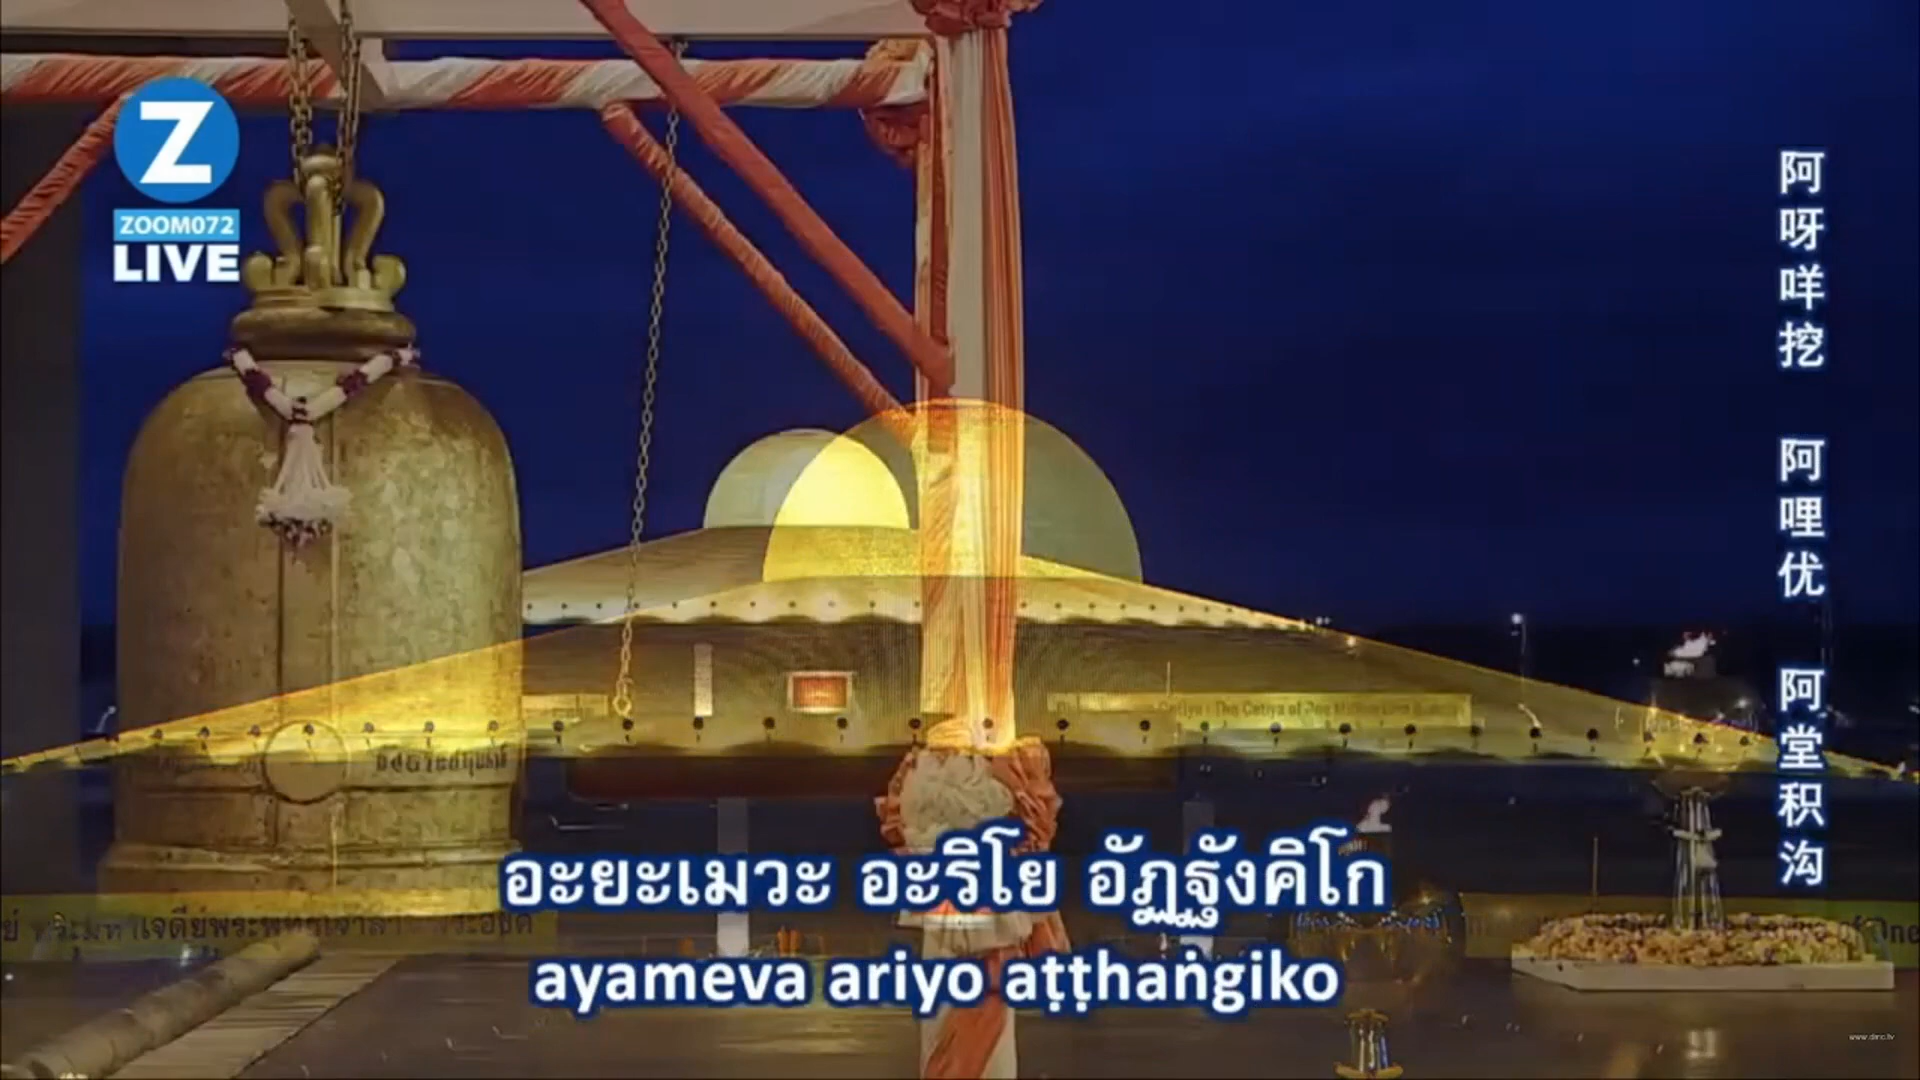 Z
ZOOM072
LIVE
阿呀咩挖 阿哩优 阿堂积沟
อะยะเมวะ อะริโย อัฏฐังคิโก
ayameva ariyo aṭṭhaṅgiko